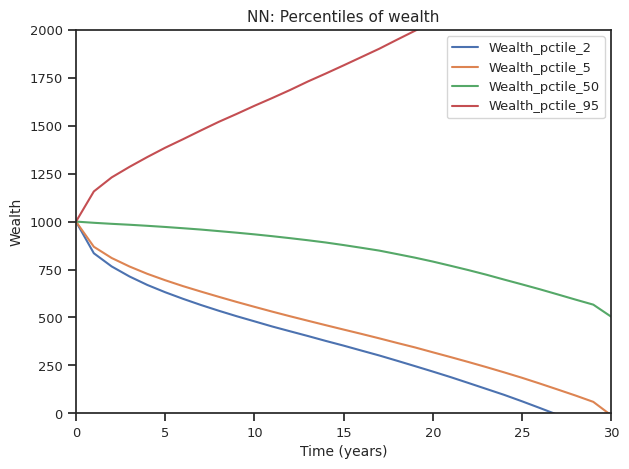 NN: Percentiles of wealth
Wealth_pctile_2
Wealth_pctile_5
Wealth_pctile_50
Wealth_pctile_95
Wealth
2000
1750
1500
1250
1000
750
500
250
0
0 5 10 15 20 25 30
Time (years)